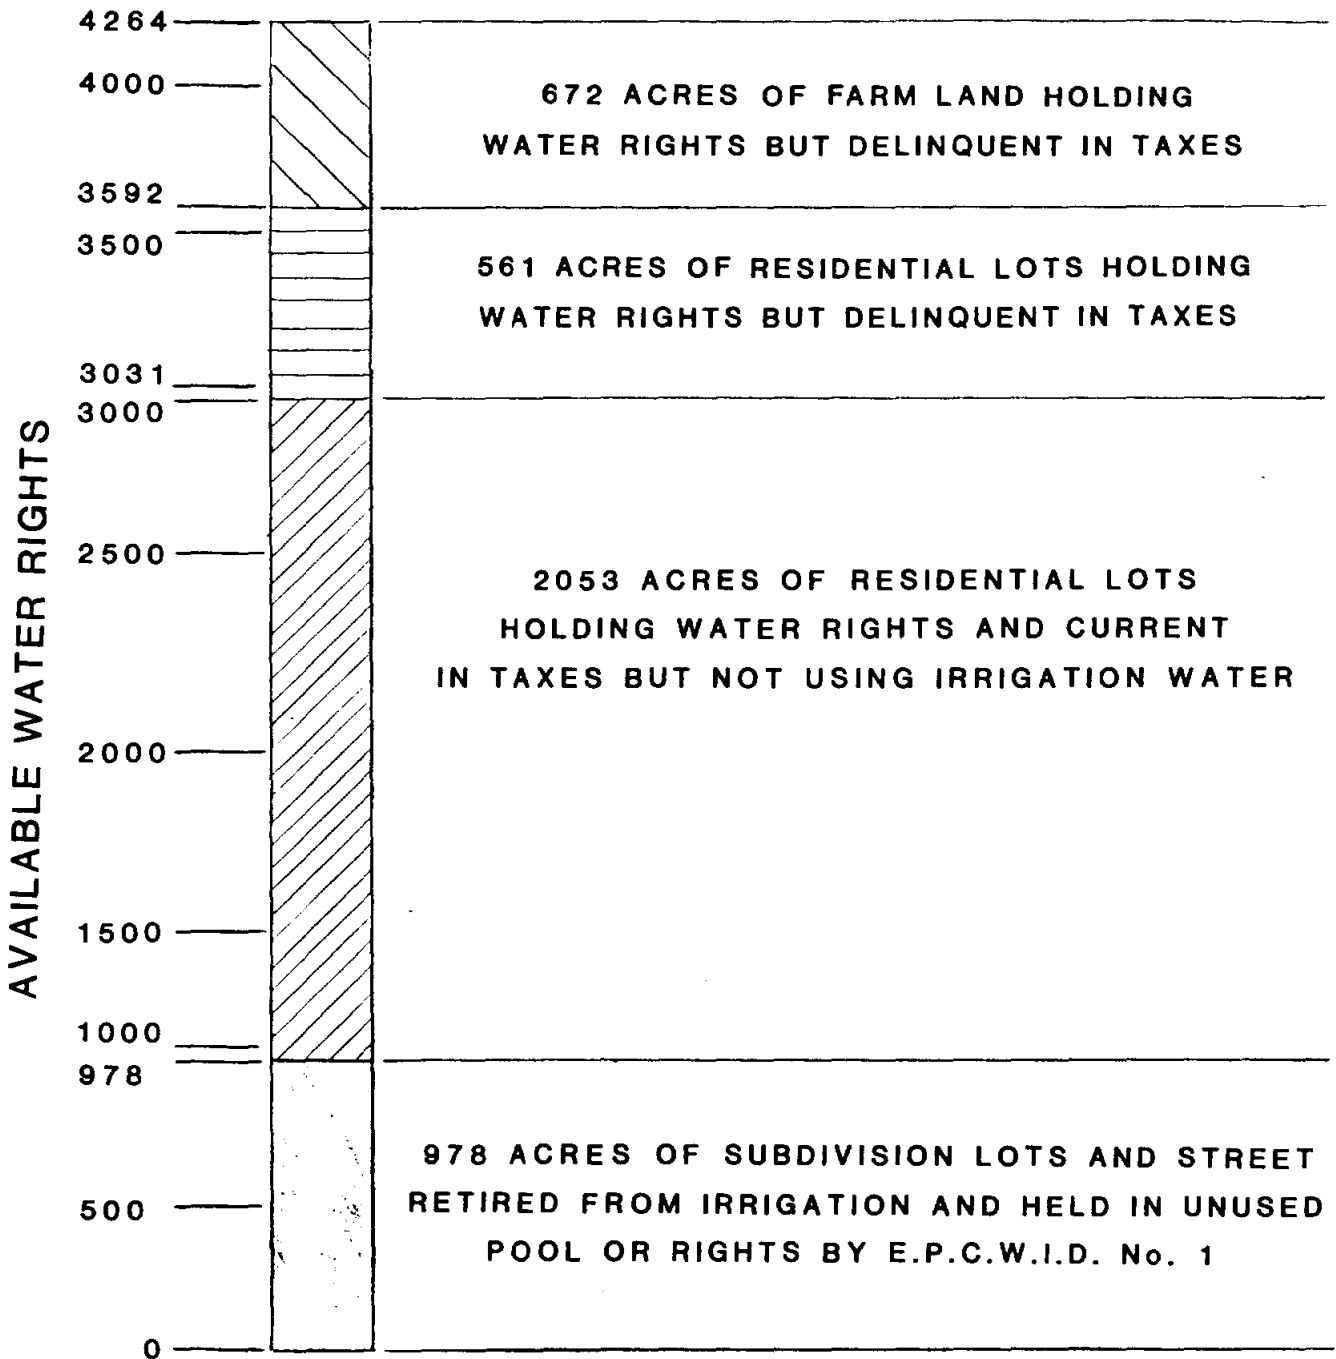 4264
4000
672 ACRES OF FARM LAND HOLDING
WATER RIGHTS BUT DELINQUENT IN TAXES
3592
3500
561 ACRES OF RESIDENTIAL LOTS HOLDING
WATER RIGHTS BUT DELINQUENT IN TAXES
3031
3000
AVAILABLE WATER RIGHTS
2500
2053 ACRES OF RESIDENTIAL LOTS
HOLDING WATER RIGHTS AND CURRENT
IN TAXES BUT NOT USING IRRIGATION WATER
2000
1500
1000
978
978 ACRES OF SUBDIVISION LOTS AND STREET
RETIRED FROM IRRIGATION AND HELD IN UNUSED
POOL OR RIGHTS BY E.P.C.W.I.D. No. 1
500
0